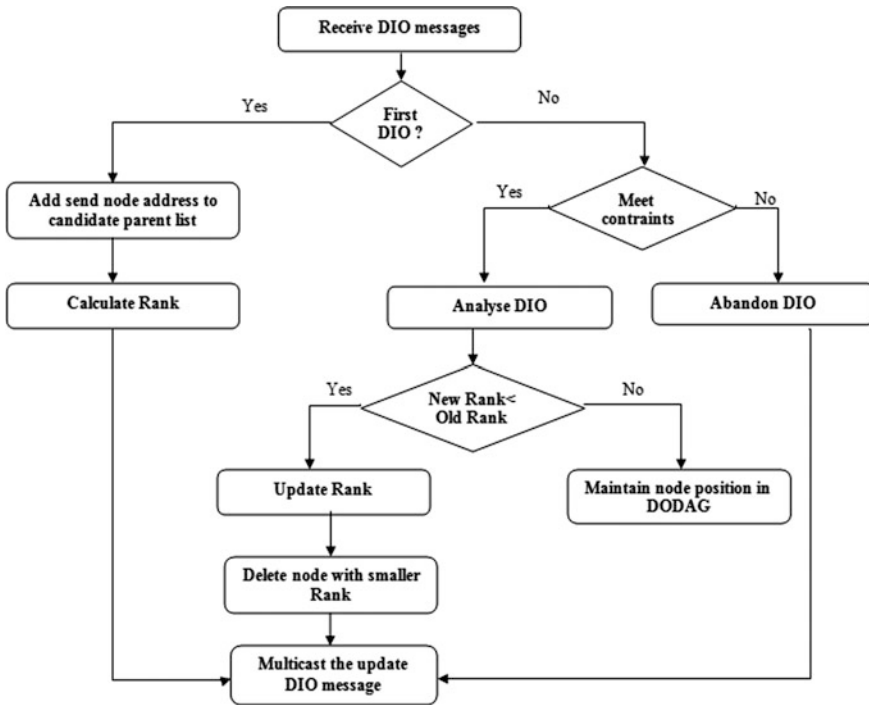 Receive DIO messages
Yes
No
First
DIO ?
Add send node address to
candidate parent list
Yes
Meet
contraints
No
Calculate Rank
Analyse DIO
Abandon DIO
Yes
New Rank<
Old Rank
No
Update Rank
Maintain node position in
DODAG
Delete node with smaller
Rank
Multicast the update
DIO message